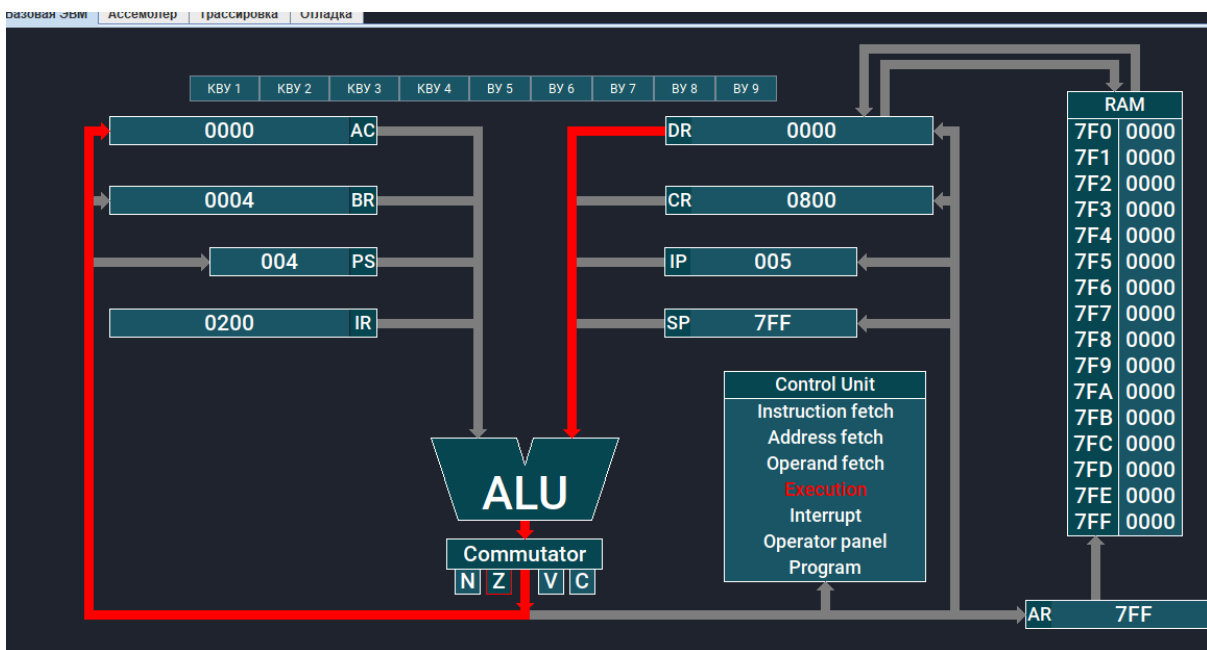 Базовая ЭВМ Ассемблер Трассировка Отладка
КВУ 1 КВУ 2 КВУ 3 КВУ 4 ВУ 5 ВУ 6 ВУ 7 ВУ 8 ВУ 9
RAM
0000 AC
DR 0000
7F0 0000
7F1 0000
7F2 0000
0004 BR
CR 0800
7F3 0000
7F4 0000
004 PS
IP 005
7F5 0000
7F6 0000
0200 IR
SP 7FF
7F7 0000
7F8 0000
7F9 0000
7FA 0000
7FB 0000
7FC 0000
7FD 0000
7FE 0000
7FF 0000
Control Unit
Instruction fetch
Address fetch
Operand fetch
Execution
Interrupt
Operator panel
Program
ALU
Commutator
N Z V C
AR 7FF